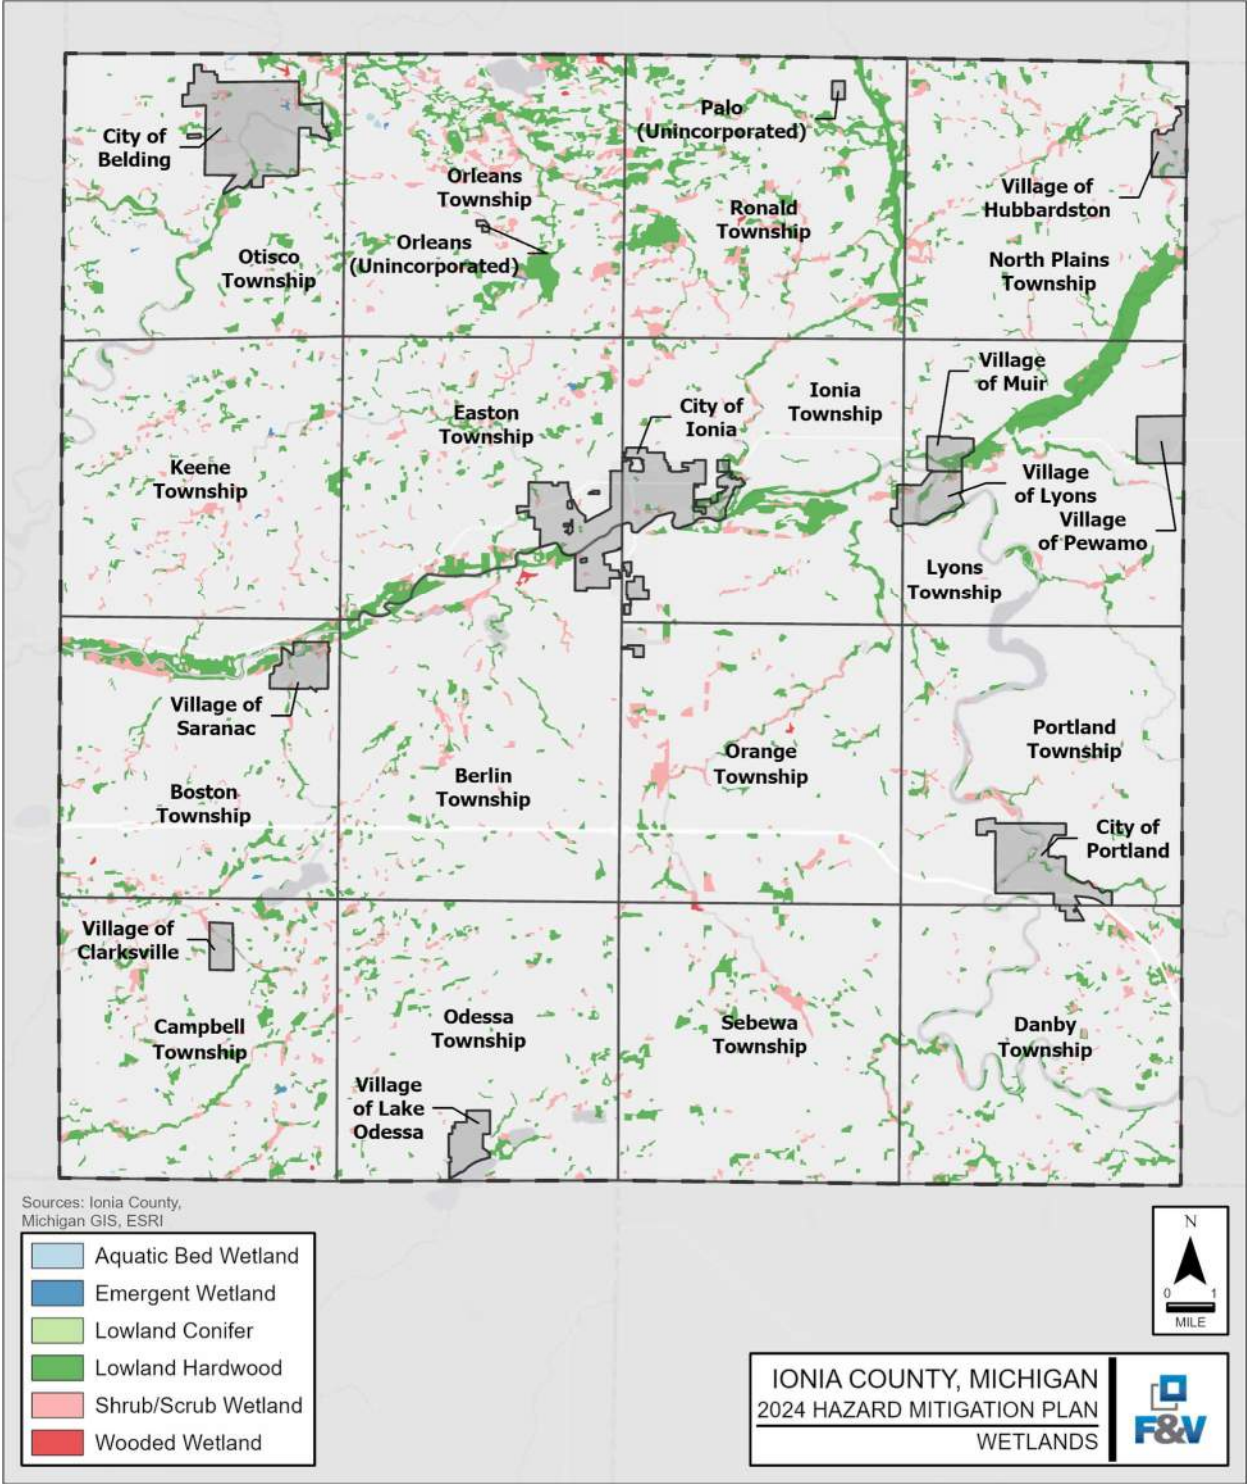 City of
Belding
Orleans
Township
Orleans
(Unincorporated)
Otisco
Township
Palo
(Unincorporated)
Ronald
Township
Village of
Hubbardston
North Plains
Township
Village
of Muir
Ionia
Township
City of
Ionia
Easton
Township
Keene
Township
Village
of Lyons
Village
of Pewamo
Lyons
Township
Village of
Saranac
Boston
Township
Berlin
Township
Orange
Township
Portland
Township
City of
Portland
Village of
Clarksville
Campbell
Township
Odessa
Township
Sebewa
Township
Danby
Township
Village
of Lake
Odessa
Sources: Ionia County,
Michigan GIS, ESRI
Aquatic Bed Wetland
Emergent Wetland
Lowland Conifer
Lowland Hardwood
Shrub/Scrub Wetland
Wooded Wetland
N
0 1
MILE
IONIA COUNTY, MICHIGAN
2024 HAZARD MITIGATION PLAN
WETLANDS
F&V